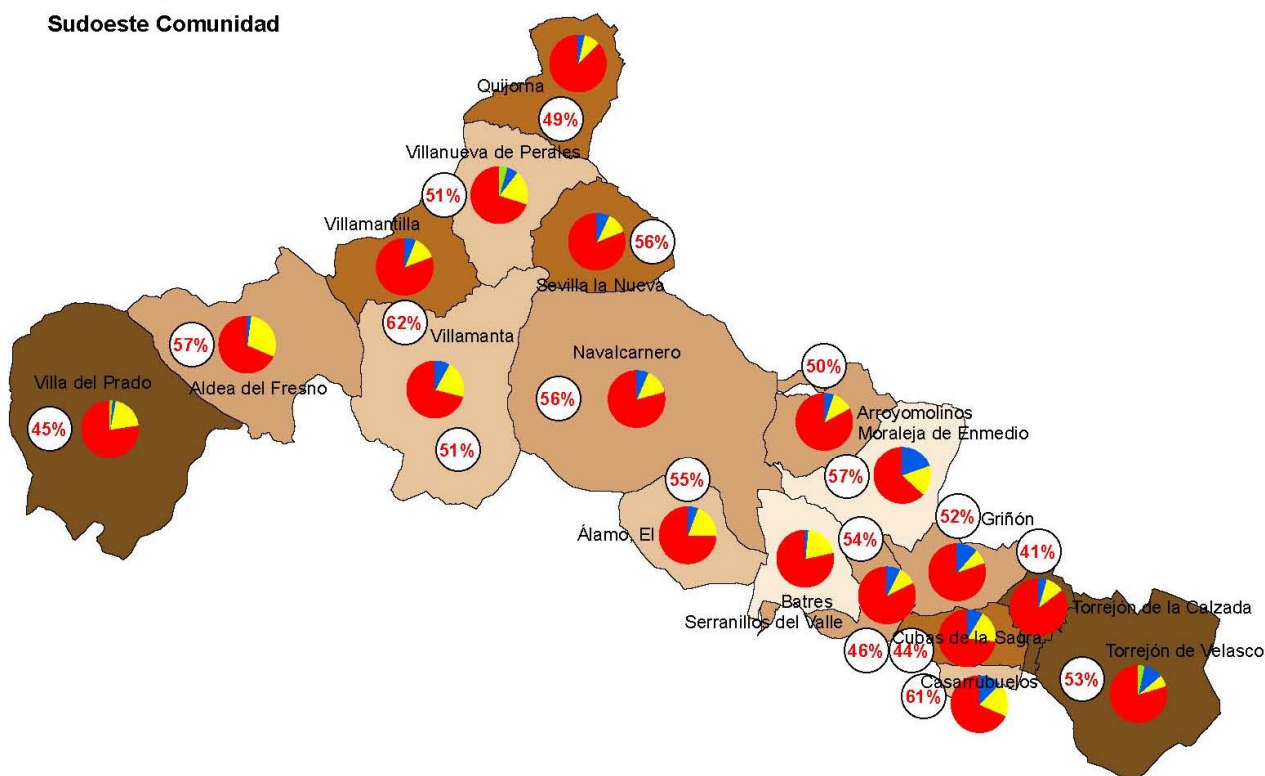 Sudoeste Comunidad
Quijorna
49%
Villanueva de Perales
51%
Villamantilla
56%
Sevilla la Nueva
62%
Villamanta
57%
Aldea del Fresno
Navalcarnero
50%
Villa del Prado
45%
56%
Arroyomolinos
Moraleja de Enmedio
51%
57%
55%
Álamo, El
52%
Griñón
54%
41%
Batres
Serranillos del Valle
Torrejón de la Calzada
46%
44%
Cubas de la Sagra
Torrejón de Velasco
53%
Casarrubuelos
61%